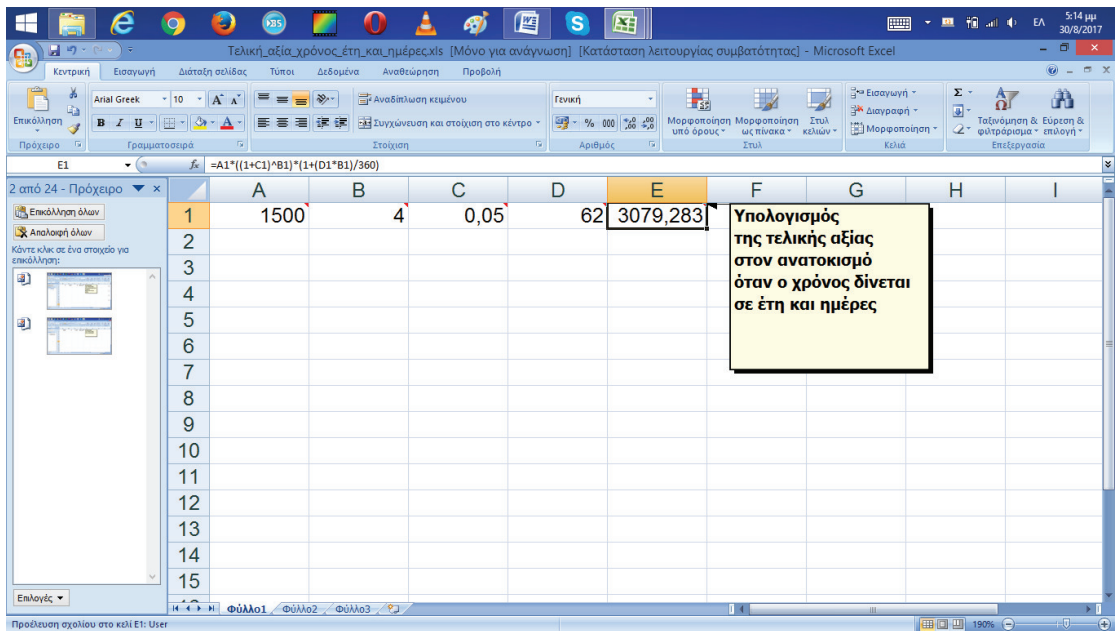 5:14 μμ
ΕΛ
30/8/2017
Τελική_αξία_χρόνος_έτη_και_ημέρες.xls [Μόνο για ανάγνωση] [Κατάσταση λειτουργίας συμβατότητας] - Microsoft Excel
Κεντρική Εισαγωγή Διάταξη σελίδας Τύποι Δεδομένα Αναθεώρηση Προβολή
Επικόλληση
Πρόχειρο
Arial Greek 10
B I U
Γραμματοσειρά
Αναδίπλωση κειμένου
Συγχώνευση και στοίχιση στο κέντρο
Στοίχιση
Γενική
% 000
Αριθμός
Μορφοποίηση υπό όρους
Μορφοποίηση ως πίνακα
Στυλ κελιών
Στυλ
Εισαγωγή
Διαγραφή
Μορφοποίηση
Κελιά
Ταξινόμηση & φιλτράρισμα
Εύρεση & επιλογή
Επεξεργασία
E1 fx =A1*((1+C1)^B1)*(1+(D1*B1)/360)
2 από 24 - Πρόχειρο
Επικόλληση όλων
Απαλοιφή όλων
Κάντε κλικ σε ένα στοιχείο για
επικόλληση:
Επιλογές
A B C D E F G H I
1 1500 4 0,05 62 3079,283
2
3
4
5
6
7
8
9
10
11
12
13
14
15
Υπολογισμός
της τελικής αξίας
στον ανατοκισμό
όταν ο χρόνος δίνεται
σε έτη και ημέρες
Φύλλο1 Φύλλο2 Φύλλο3
Προέλευση σχολίου στο κελί E1: User
190%